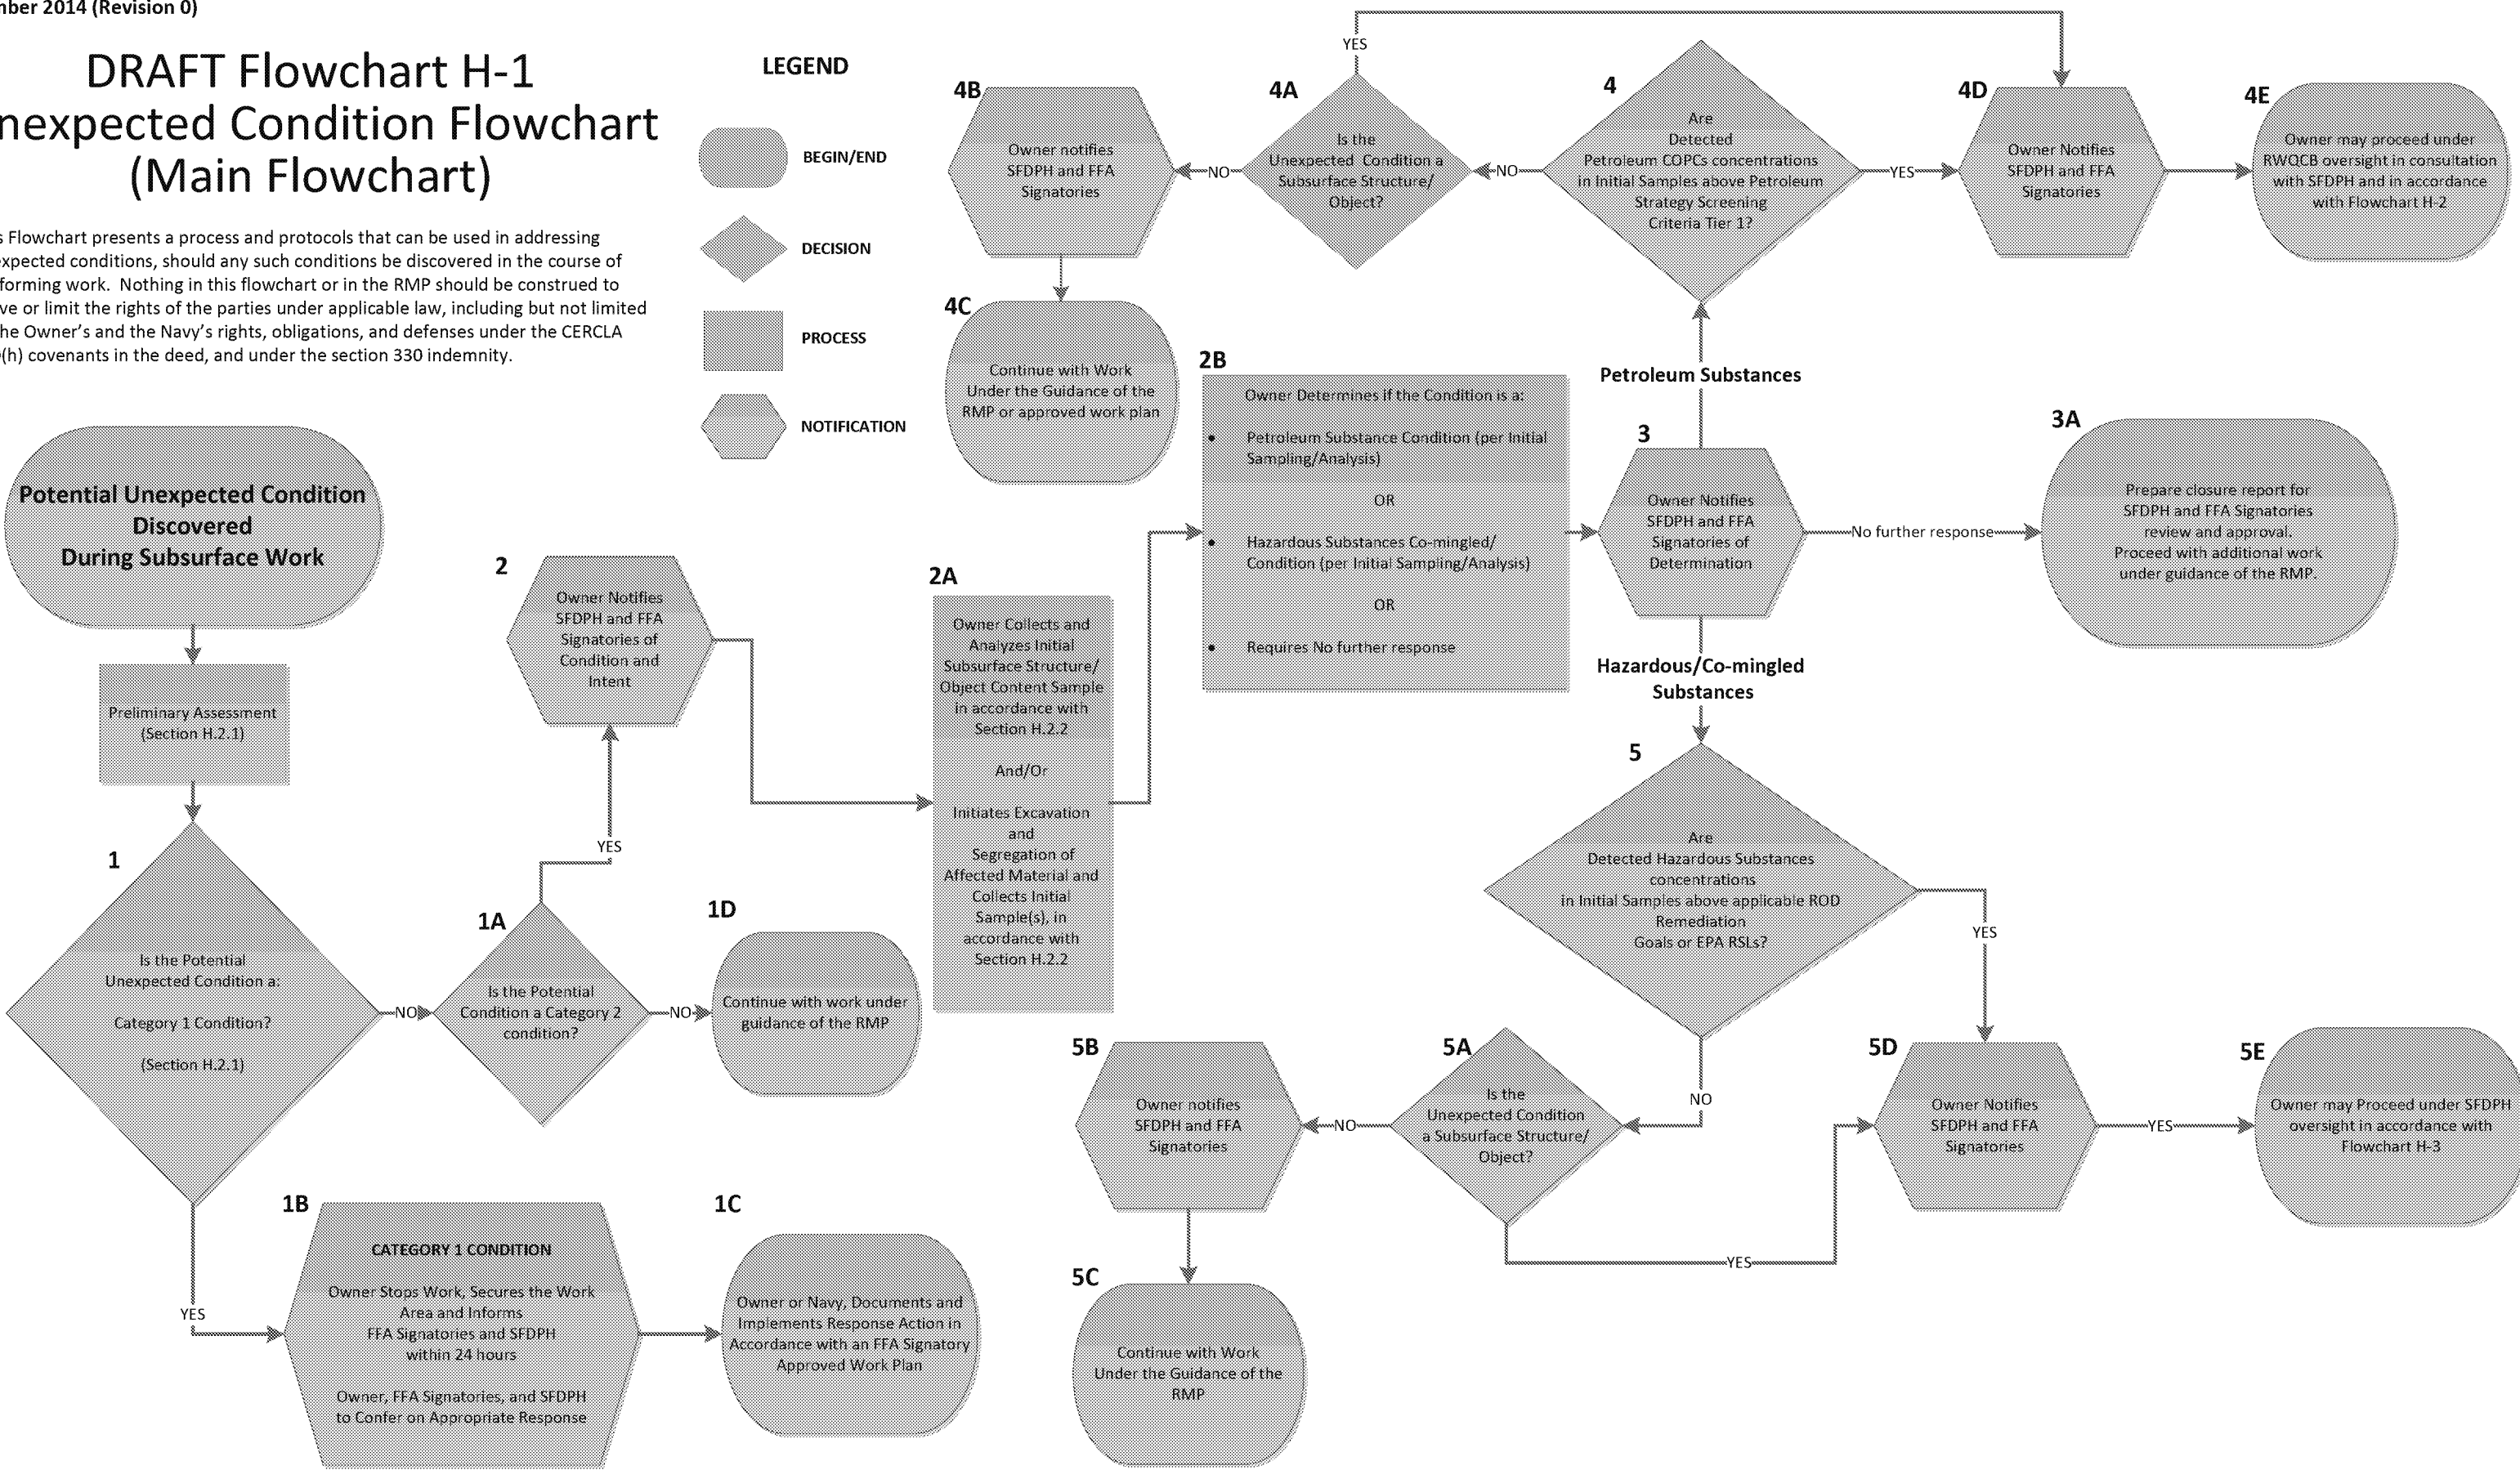 mber 2014 (Revision 0)
DRAFT Flowchart H-1
nexpected Condition Flowchart
(Main Flowchart)
s Flowchart presents a process and protocols that can be used in addressing
expected conditions, should any such conditions be discovered in the course of
forming work. Nothing in this flowchart or in the RMP should be construed to
ve or limit the rights of the parties under applicable law, including but not limited
he Owner's and the Navy's rights, obligations, and defenses under the CERCLA
(h) covenants in the deed, and under the section 330 indemnity.
LEGEND
BEGIN/END
DECISION
PROCESS
NOTIFICATION
Potential Unexpected Condition
Discovered
During Subsurface Work
Preliminary Assessment
(Section H.2.1)
1
Is the Potential
Unexpected Condition a:
Category 1 Condition?
(Section H.2.1)
NO
YES
1A
Is the Potential
Condition a Category 2
condition?
YES
NO
1D
Continue with work under
guidance of the RMP
1B
CATEGORY 1 CONDITION
Owner Stops Work, Secures the Work
Area and Informs
FFA Signatories and SFDPH
within 24 hours
Owner, FFA Signatories, and SFDPH
to Confer on Appropriate Response
1C
Owner or Navy, Documents and
Implements Response Action in
Accordance with an FFA Signatory
Approved Work Plan
2
Owner Notifies
SFDPH and FFA
Signatories of
Condition and
Intent
2A
Owner Collects and
Analyzes Initial
Subsurface Structure/
Object Content Sample
in accordance with
Section H.2.2
And/Or
Initiates Excavation
and
Segregation of
Affected Material and
Collects Initial
Sample(s), in
accordance with
Section H.2.2
2B
Owner Determines if the Condition is a:
• Petroleum Substance Condition (per Initial
Sampling/Analysis)
OR
• Hazardous Substances Co-mingled/
Condition (per Initial Sampling/Analysis)
OR
• Requires No further response
3
Owner Notifies
SFDPH and FFA
Signatories of
Determination
No further response
3A
Prepare closure report for
SFDPH and FFA Signatories
review and approval.
Proceed with additional work
under guidance of the RMP.
Petroleum Substances
4
Are
Detected
Petroleum COPCs concentrations
in Initial Samples above Petroleum
Strategy Screening
Criteria Tier 1?
NO
YES
4A
Is the
Unexpected Condition a
Subsurface Structure/
Object?
YES
NO
4B
Owner notifies
SFDPH and FFA
Signatories
4C
Continue with Work
Under the Guidance of the
RMP or approved work plan
4D
Owner Notifies
SFDPH and FFA
Signatories
4E
Owner may proceed under
RWQCB oversight in consultation
with SFDPH and in accordance
with Flowchart H-2
Hazardous/Co-mingled
Substances
5
Are
Detected Hazardous Substances
concentrations
in Initial Samples above applicable ROD
Remediation
Goals or EPA RSLs?
YES
NO
5A
Is the
Unexpected Condition
a Subsurface Structure/
Object?
NO
YES
5B
Owner notifies
SFDPH and FFA
Signatories
5C
Continue with Work
Under the Guidance of the
RMP
5D
Owner Notifies
SFDPH and FFA
Signatories
YES
5E
Owner may Proceed under SFDPH
oversight in accordance with
Flowchart H-3